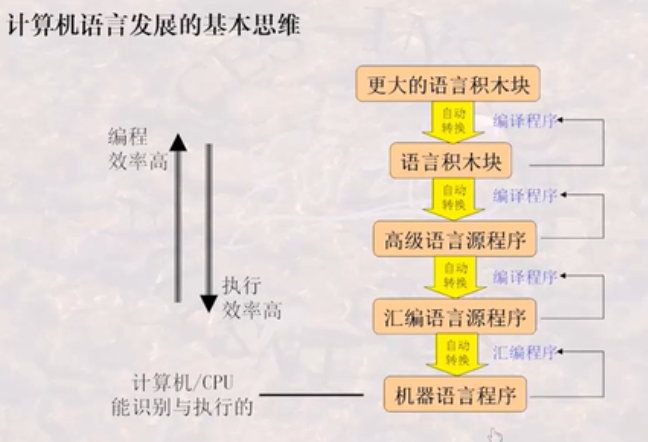 计算机语言发展的基本思维
更大的语言积木块
自动
转换
编译程序
语言积木块
自动
转换
编译程序
高级语言源程序
自动
转换
编译程序
汇编语言源程序
自动
转换
汇编程序
机器语言程序
编程
效率高
执行
效率高
计算机/CPU
能识别与执行的